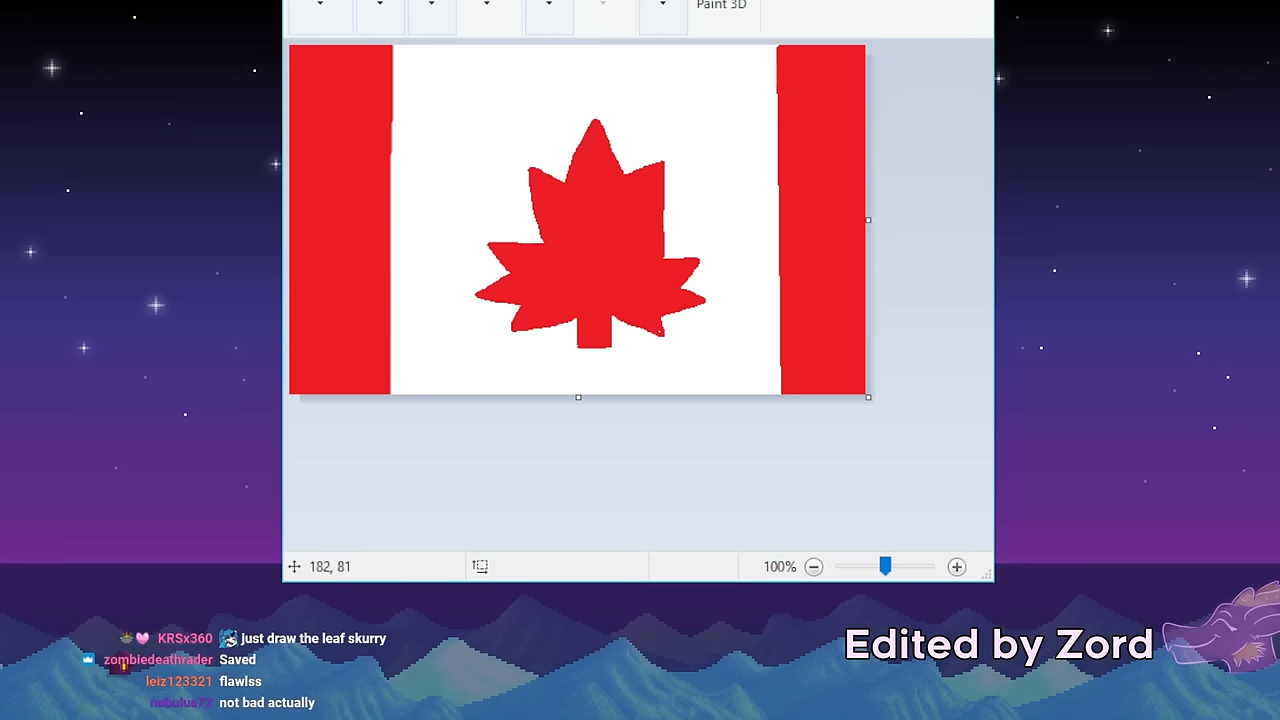 Paint 3D
182, 81
100%
KRSx360 just draw the leaf skurry
zombiedeathrader Saved
leiz123321 flawlss
nebulus72 not bad actually
Edited by Zord